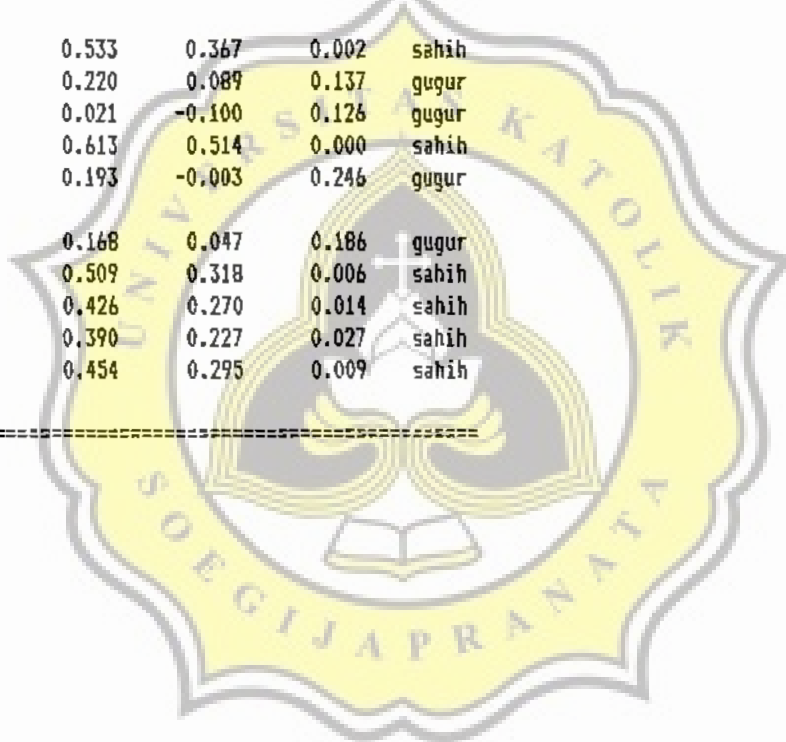 0.533 0.367 0.002 sahih
0.220 0.089 0.137 gugur
0.021 -0.100 0.126 gugur
0.613 0.514 0.000 sahih
0.193 -0.003 0.246 gugur
0.168 0.047 0.186 gugur
0.509 0.318 0.006 sahih
0.426 0.270 0.014 sahih
0.390 0.227 0.027 sahih
0.454 0.295 0.009 sahih
UNIVERSITAS KATOLIK
SOEGIJAPRANATA